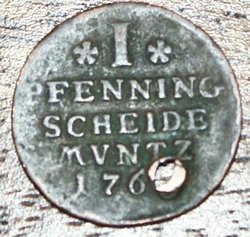 * I *
PFENNING
SCHEIDE
MVNTZ
176